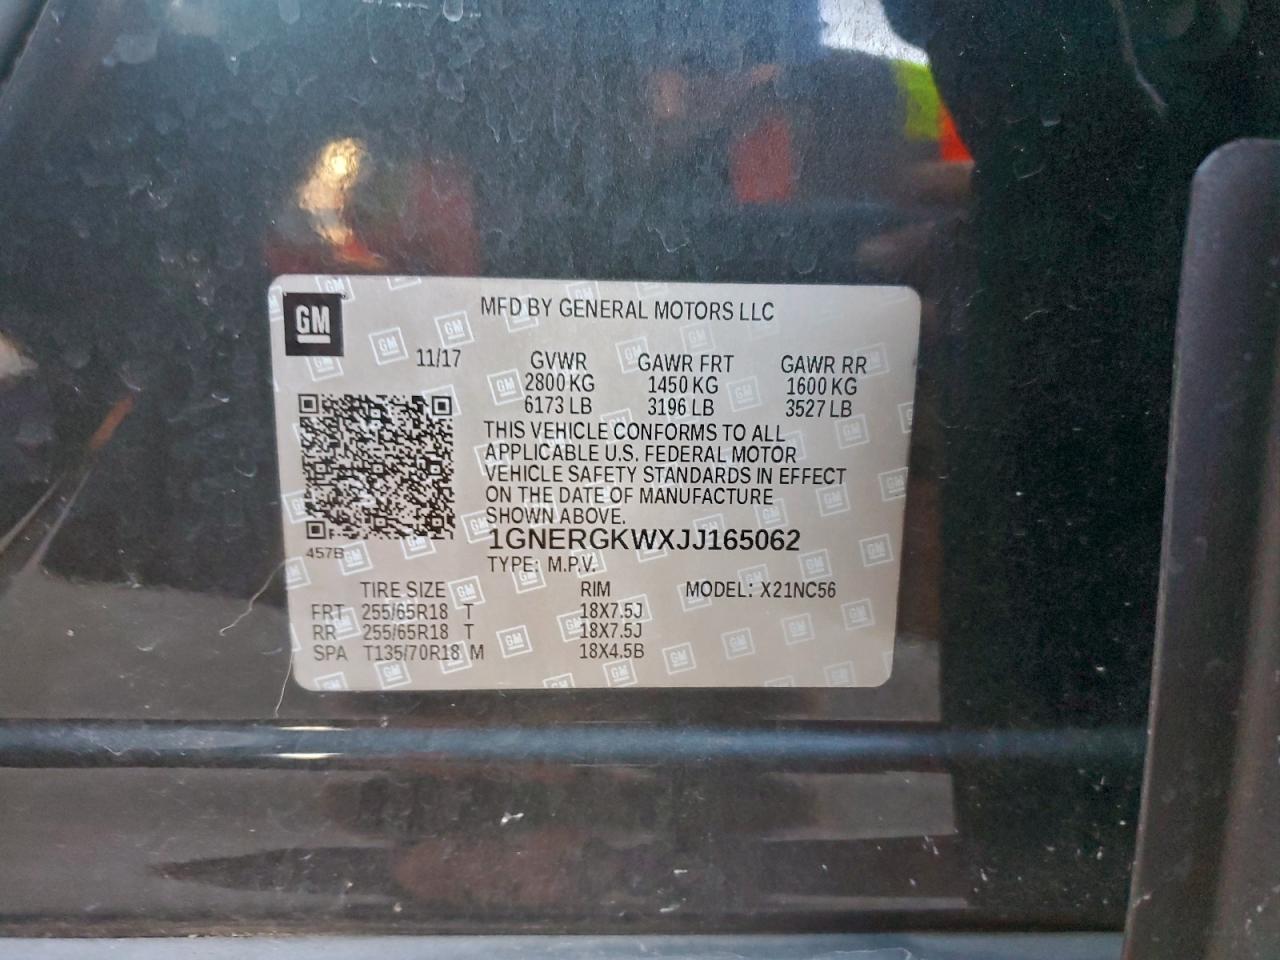 GM
MFD BY GENERAL MOTORS LLC
11/17 GVWR GAWR FRT GAWR RR
2800 KG 1450 KG 1600 KG
6173 LB 3196 LB 3527 LB
THIS VEHICLE CONFORMS TO ALL
APPLICABLE U.S. FEDERAL MOTOR
VEHICLE SAFETY STANDARDS IN EFFECT
ON THE DATE OF MANUFACTURE
SHOWN ABOVE.
1GNERGKWXJJ165062
457B
TYPE: M.P.V.
TIRE SIZE RIM MODEL: X21NC56
FRT 255/65R18 T 18X7.5J
RR 255/65R18 T 18X7.5J
SPA T135/70R18 M 18X4.5B